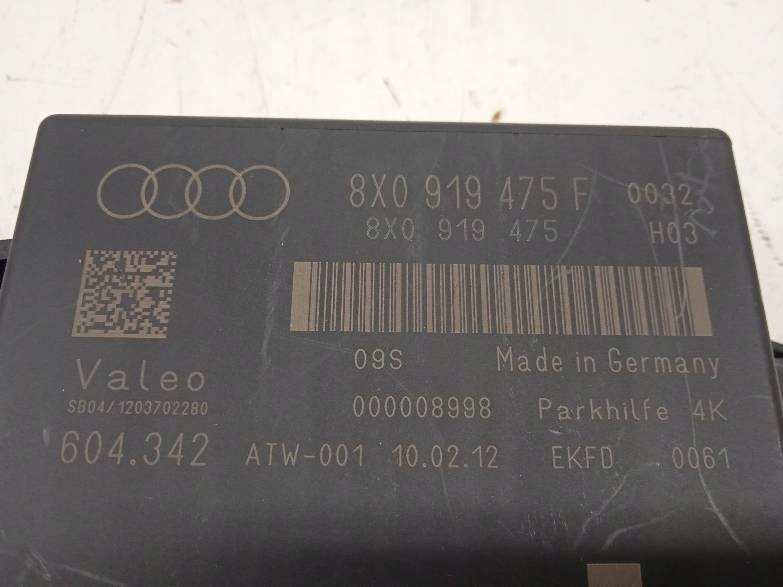 8X0 919 475 F 0032
8X0 919 475 H03
09S Made in Germany
Valeo
SB04/1203702280
000008998 Parkhilfe 4K
604.342 ATW-001 10.02.12 EKFD 0061